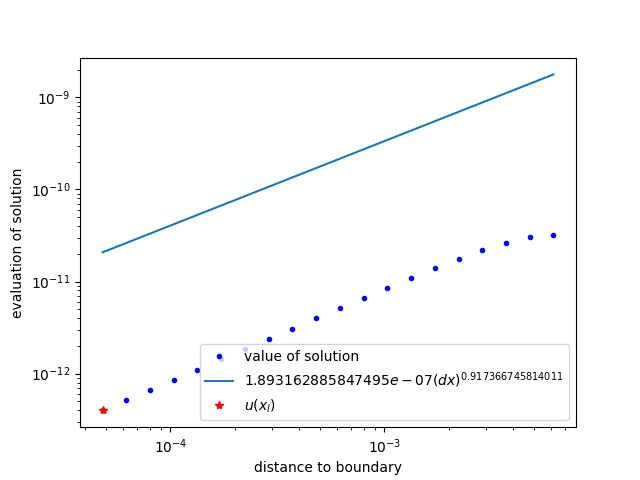 10⁻⁹
10⁻¹⁰
10⁻¹¹
10⁻¹²
evaluation of solution
value of solution
1.893162885847495e − 07(dx)^0.917366745814011
u(xₗ)
10⁻⁴ 10⁻³
distance to boundary